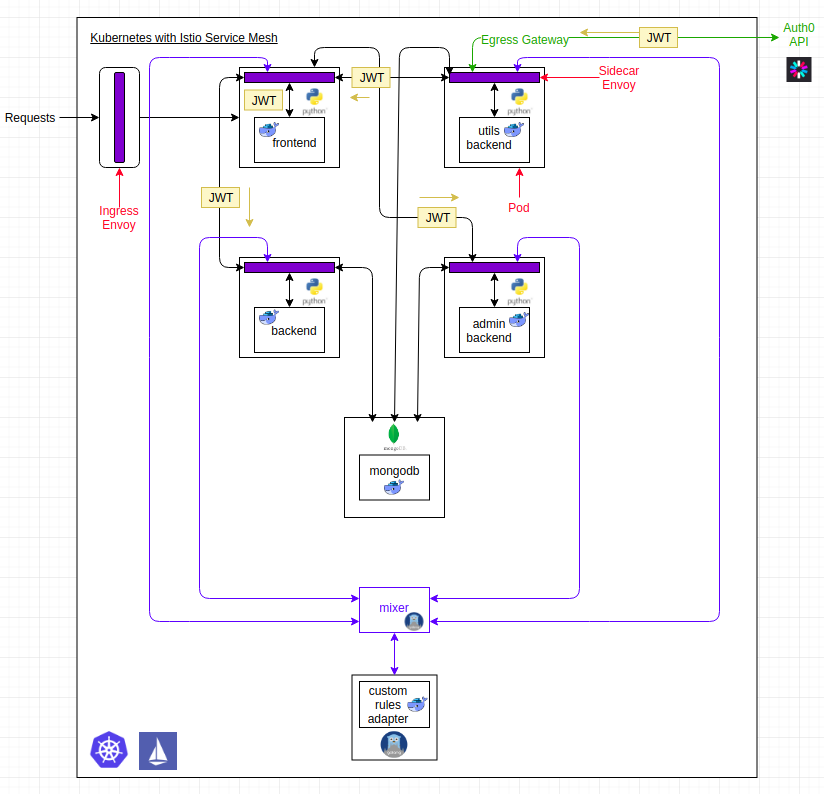 Kubernetes with Istio Service Mesh
Egress Gateway
JWT
Auth0
API
Requests
JWT
python
frontend
JWT
python
utils
backend
Sidecar
Envoy
Ingress
Envoy
JWT
JWT
Pod
python
backend
python
admin
backend
mongodb
mixer
custom
rules
adapter